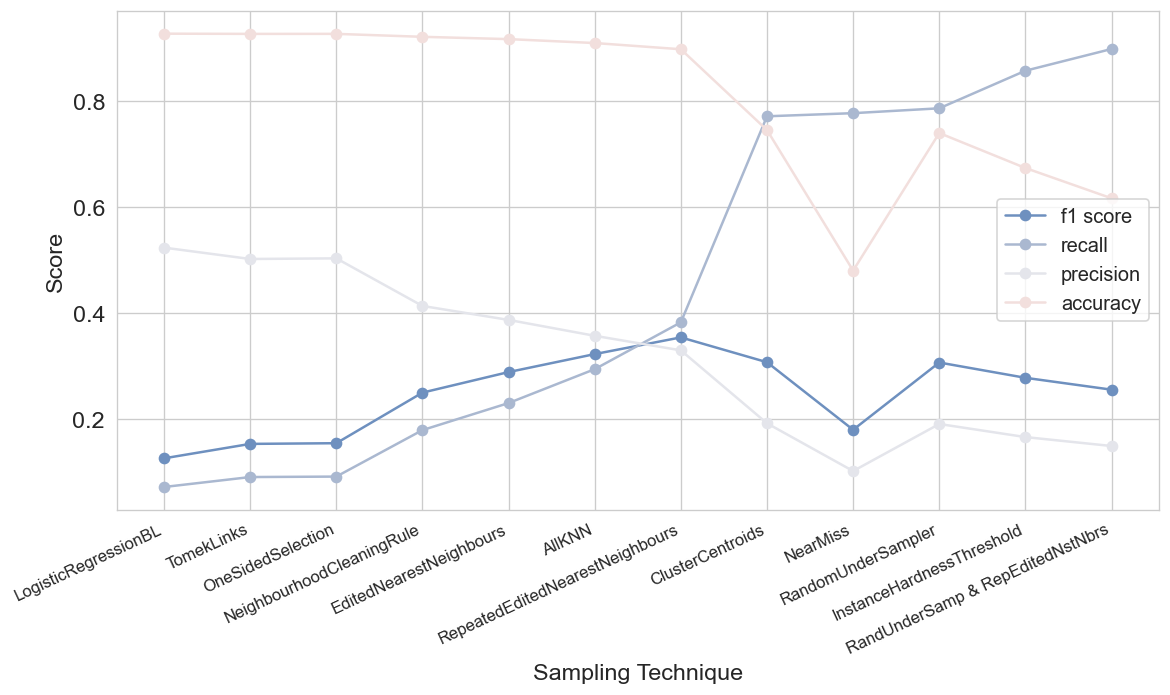 0.8
0.6
0.4
0.2
Score
f1 score
recall
precision
accuracy
LogisticRegressionBL
TomekLinks
OneSidedSelection
NeighbourhoodCleaningRule
EditedNearestNeighbours
AllKNN
RepeatedEditedNearestNeighbours
ClusterCentroids
NearMiss
RandomUnderSampler
InstanceHardnessThreshold
RandUnderSamp & RepEditedNstNbrs
Sampling Technique